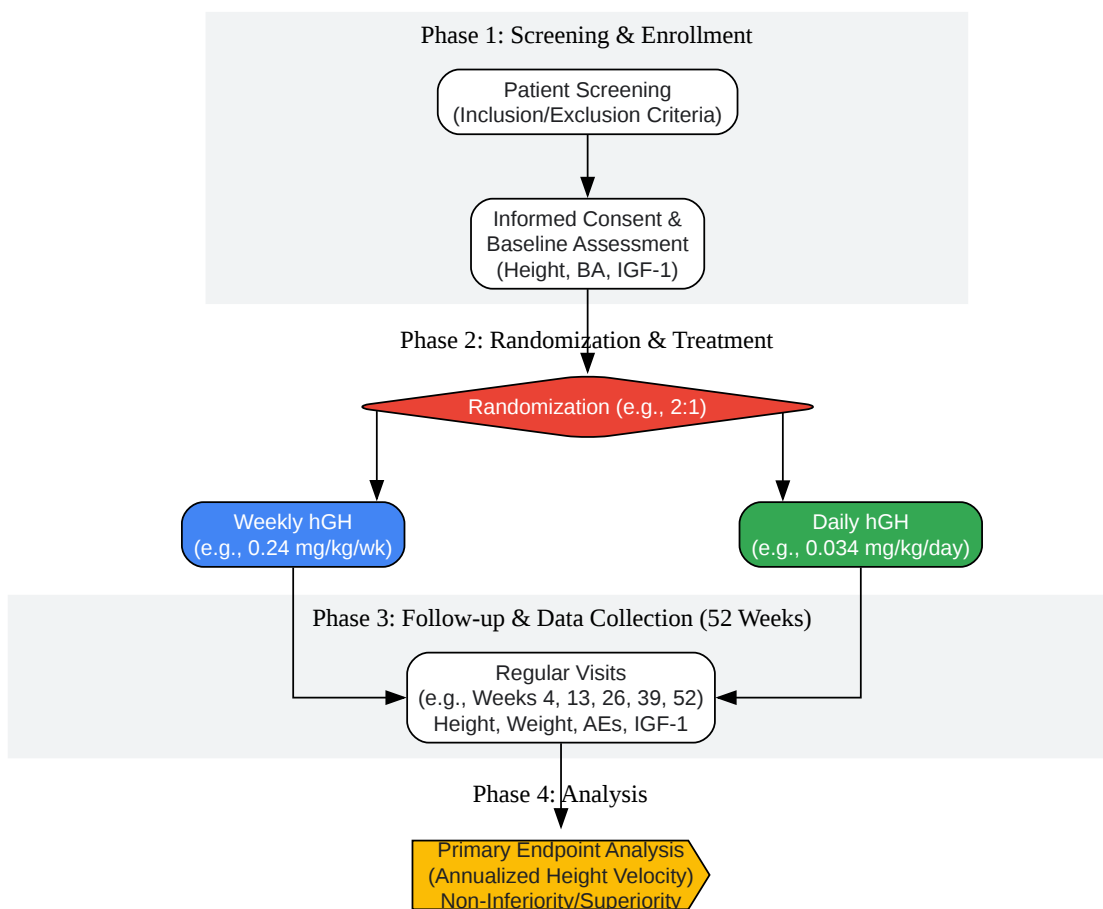 Phase 1: Screening & Enrollment
Patient Screening
(Inclusion/Exclusion Criteria)
Informed Consent &
Baseline Assessment
(Height, BA, IGF-1)
Phase 2: Randomization & Treatment
Randomization (e.g., 2:1)
Weekly hGH
(e.g., 0.24 mg/kg/wk)
Daily hGH
(e.g., 0.034 mg/kg/day)
Phase 3: Follow-up & Data Collection (52 Weeks)
Regular Visits
(e.g., Weeks 4, 13, 26, 39, 52)
Height, Weight, AEs, IGF-1
Phase 4: Analysis
Primary Endpoint Analysis
(Annualized Height Velocity)
Non-Inferiority/Superiority